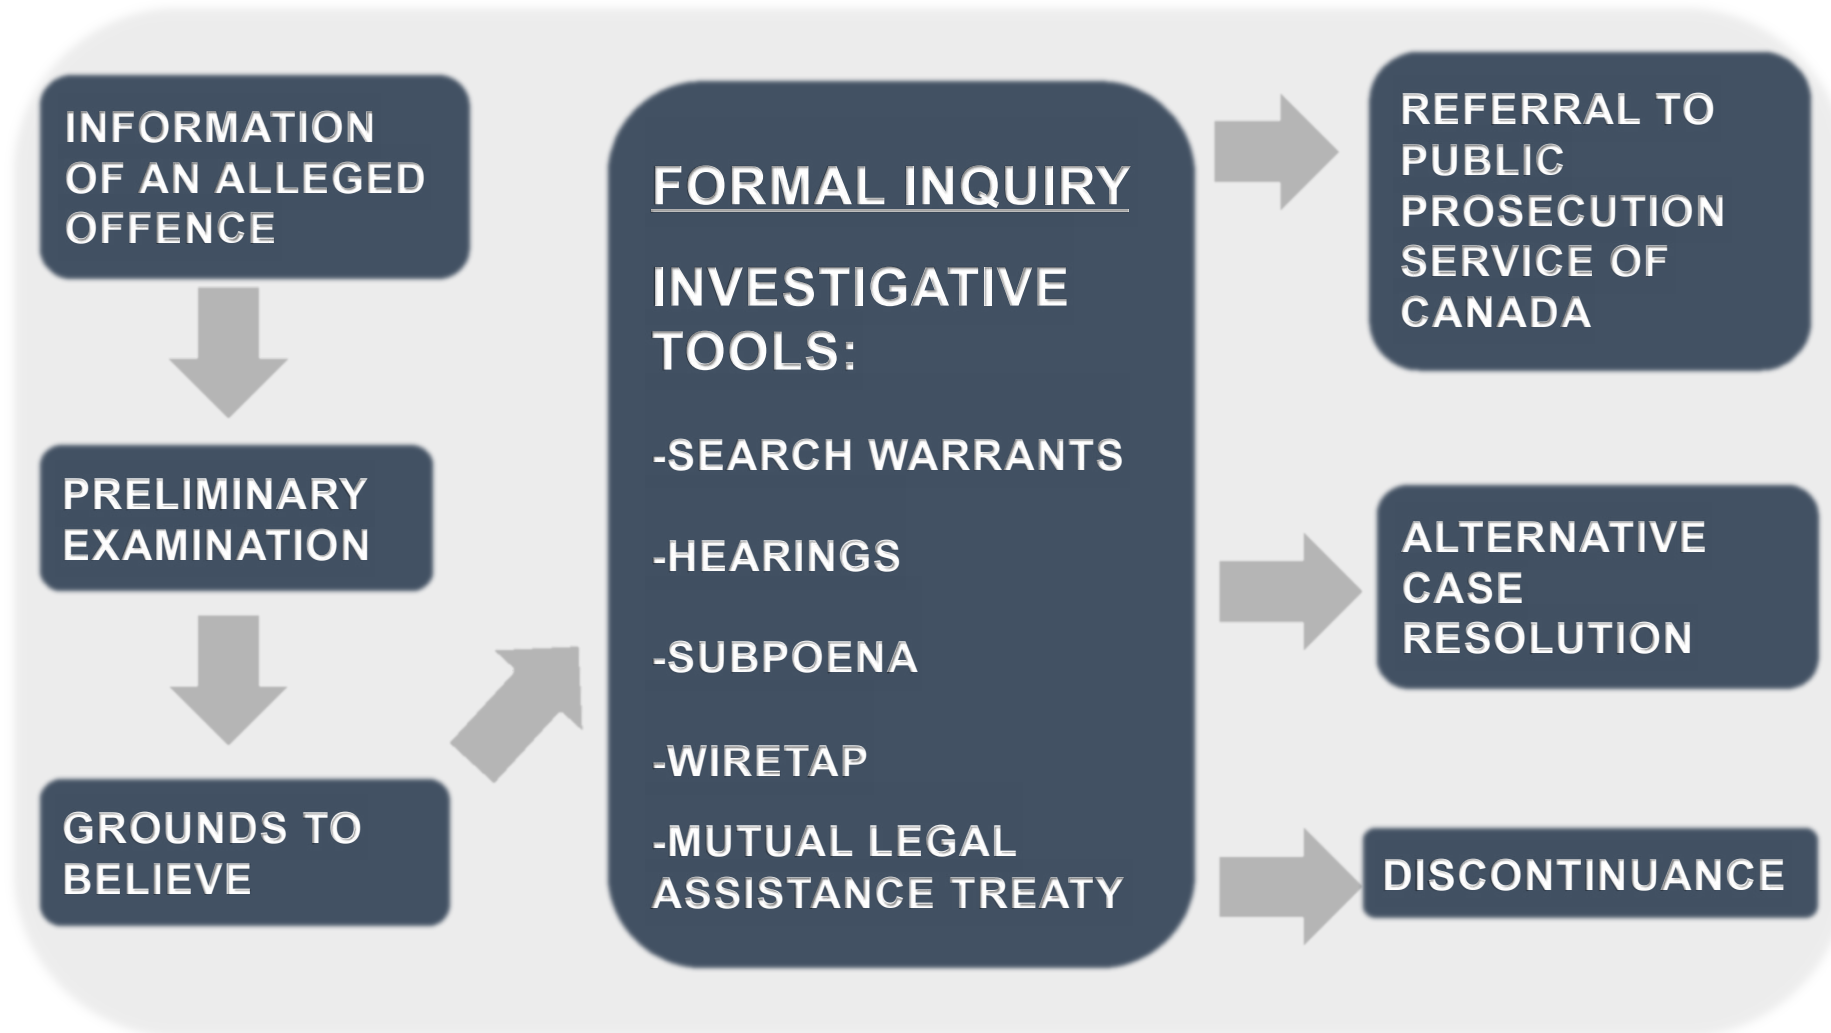 INFORMATION
OF AN ALLEGED
OFFENCE
PRELIMINARY
EXAMINATION
GROUNDS TO
BELIEVE
FORMAL INQUIRY
INVESTIGATIVE
TOOLS:
-SEARCH WARRANTS
-HEARINGS
-SUBPOENA
-WIRETAP
-MUTUAL LEGAL
ASSISTANCE TREATY
REFERRAL TO
PUBLIC
PROSECUTION
SERVICE OF
CANADA
ALTERNATIVE
CASE
RESOLUTION
DISCONTINUANCE